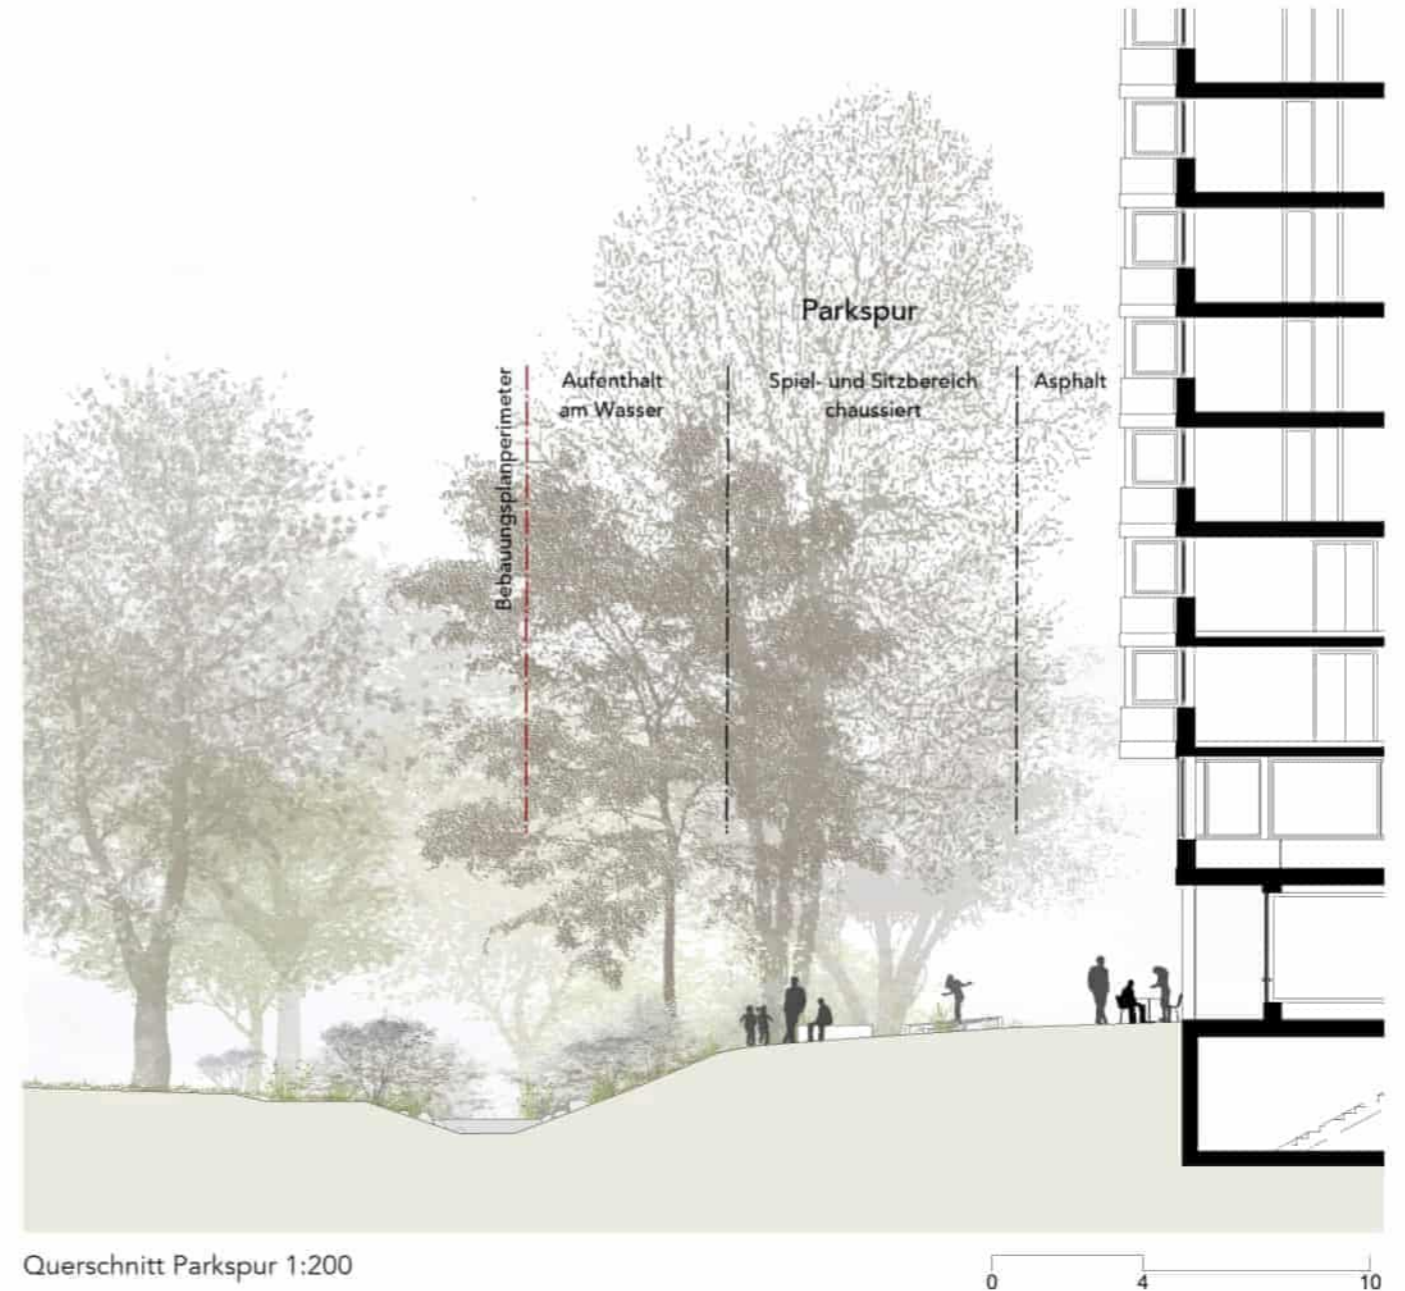 Parkspur
Bebauungsplanperimeter
Aufenthalt
am Wasser
Spiel- und Sitzbereich
chaussiert
Asphalt
Querschnitt Parkspur 1:200
0 4 10